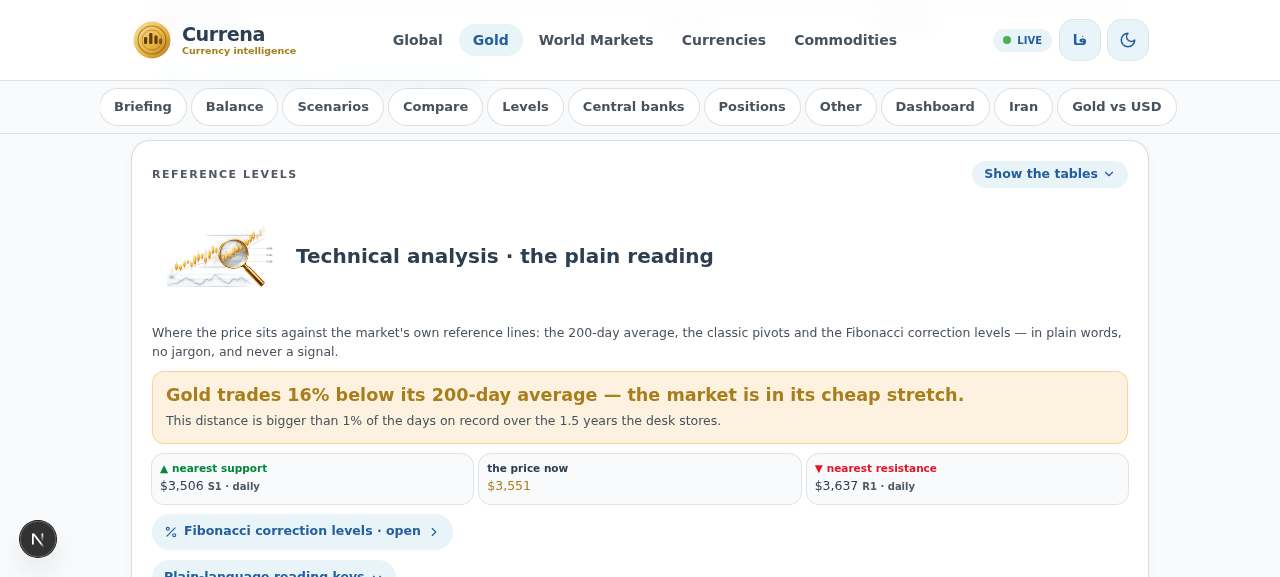 Currena
Currency intelligence
Global
Gold
World Markets
Currencies
Commodities
LIVE
فا
Briefing
Balance
Scenarios
Compare
Levels
Central banks
Positions
Other
Dashboard
Iran
Gold vs USD
REFERENCE LEVELS
Show the tables
Technical analysis · the plain reading
Where the price sits against the market's own reference lines: the 200-day average, the classic pivots and the Fibonacci correction levels — in plain words,
no jargon, and never a signal.
Gold trades 16% below its 200-day average — the market is in its cheap stretch.
This distance is bigger than 1% of the days on record over the 1.5 years the desk stores.
▲ nearest support
$3,506 S1 · daily
the price now
$3,551
▼ nearest resistance
$3,637 R1 · daily
Fibonacci correction levels · open
Plain-language reading keys